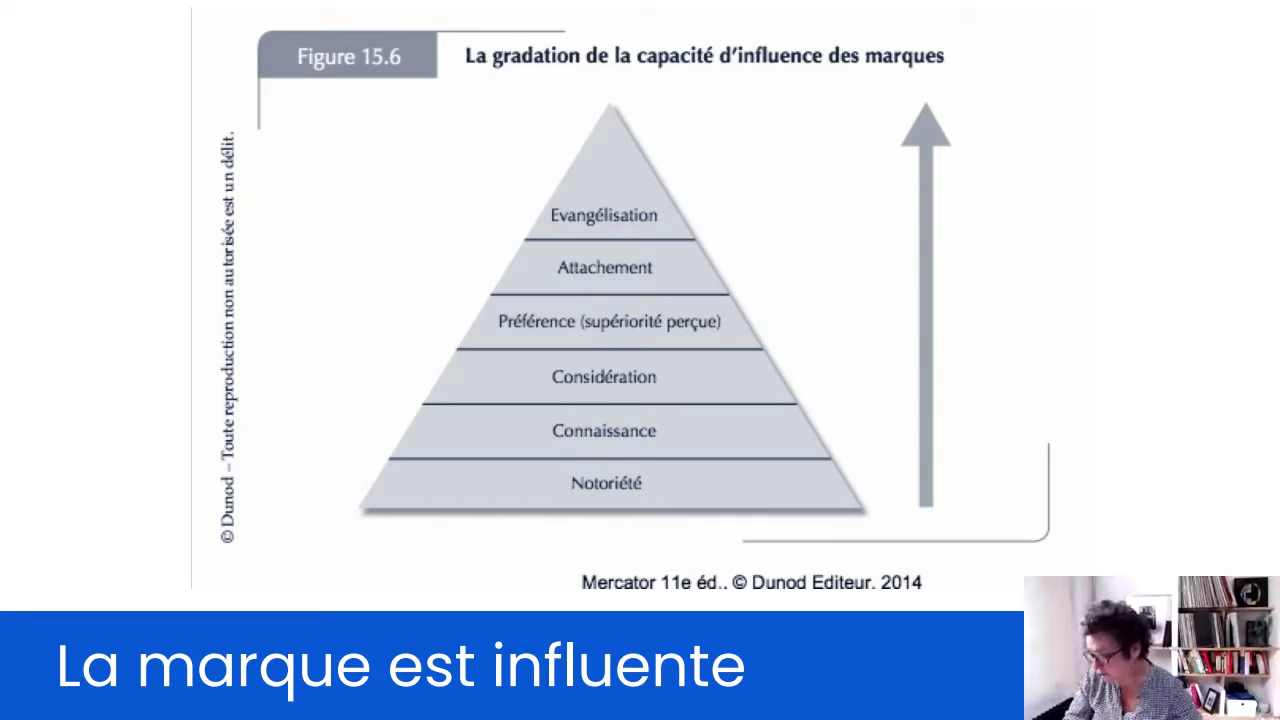 Figure 15.6
La gradation de la capacité d'influence des marques
© Dunod – Toute reproduction non autorisée est un délit.
Evangélisation
Attachement
Préférence (supériorité perçue)
Considération
Connaissance
Notoriété
Mercator 11e éd., © Dunod Editeur. 2014
La marque est influente